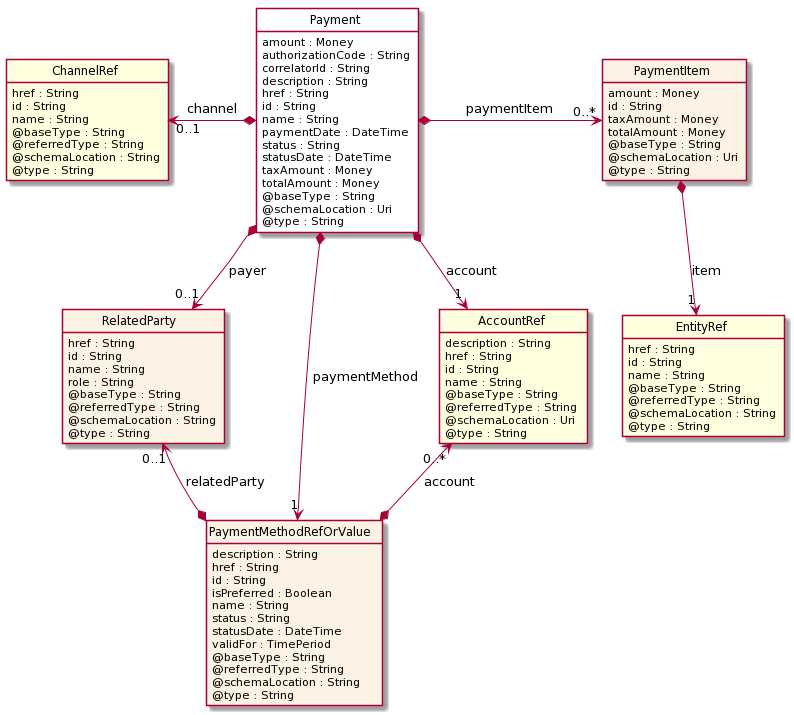 Payment
amount : Money
authorizationCode : String
correlatorId : String
description : String
href : String
id : String
name : String
paymentDate : DateTime
status : String
statusDate : DateTime
taxAmount : Money
totalAmount : Money
@baseType : String
@schemaLocation : Uri
@type : String
ChannelRef
href : String
id : String
name : String
@baseType : String
@referredType : String
@schemaLocation : String
@type : String
channel
0..1
paymentItem
0..*
PaymentItem
amount : Money
id : String
taxAmount : Money
totalAmount : Money
@baseType : String
@schemaLocation : Uri
@type : String
payer
0..1
account
1
item
1
RelatedParty
href : String
id : String
name : String
role : String
@baseType : String
@referredType : String
@schemaLocation : String
@type : String
paymentMethod
1
AccountRef
description : String
href : String
id : String
name : String
@baseType : String
@referredType : String
@schemaLocation : Uri
@type : String
EntityRef
href : String
id : String
name : String
@baseType : String
@referredType : String
@schemaLocation : String
@type : String
0..1
relatedParty
0..*
account
PaymentMethodRefOrValue
description : String
href : String
id : String
isPreferred : Boolean
name : String
status : String
statusDate : DateTime
validFor : TimePeriod
@baseType : String
@referredType : String
@schemaLocation : String
@type : String